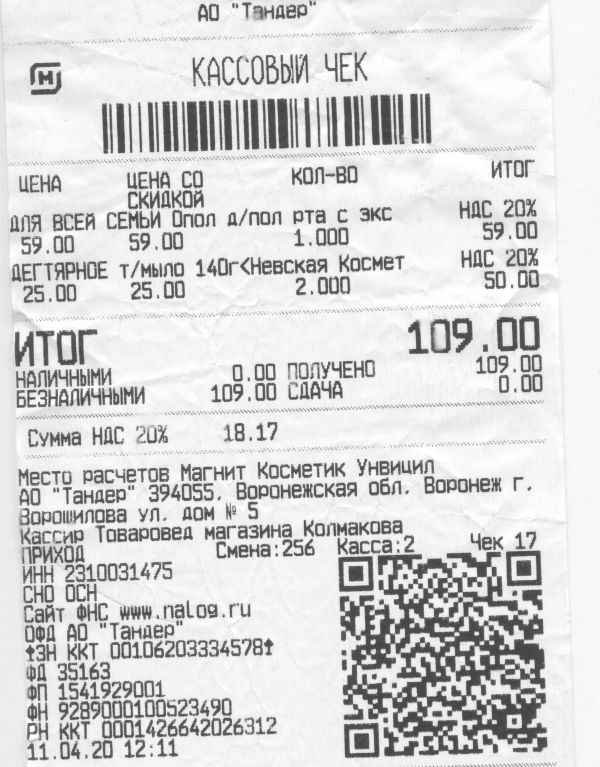 АО "Тандер"
М
КАССОВЫЙ ЧЕК
ЦЕНА ЦЕНА СО СКИДКОЙ КОЛ-ВО ИТОГ
ДЛЯ ВСЕЙ СЕМЬИ Опол д/пол рта с экс НДС 20%
59.00 59.00 1.000 59.00
ДЕГТЯРНОЕ т/мыло 140г<Невская Космет НДС 20%
25.00 25.00 2.000 50.00
ИТОГ 109.00
НАЛИЧНЫМИ 0.00 ПОЛУЧЕНО 109.00
БЕЗНАЛИЧНЫМИ 109.00 СДАЧА 0.00
Сумма НДС 20% 18.17
Место расчетов Магнит Косметик Унвицил
АО "Тандер" 394055, Воронежская обл, Воронеж г,
Ворошилова ул, дом № 5
Кассир Товаровед магазина Колмакова
ПРИХОД Смена:256 Касса:2 Чек 17
ИНН 2310031475
СНО ОСН
Сайт ФНС www.nalog.ru
ОФД АО "Тандер"
ЗН ККТ 00106203334578
ФД 35163
ФП 1541929001
ФН 9289000100523490
РН ККТ 0001426642026312
11.04.20 12:11